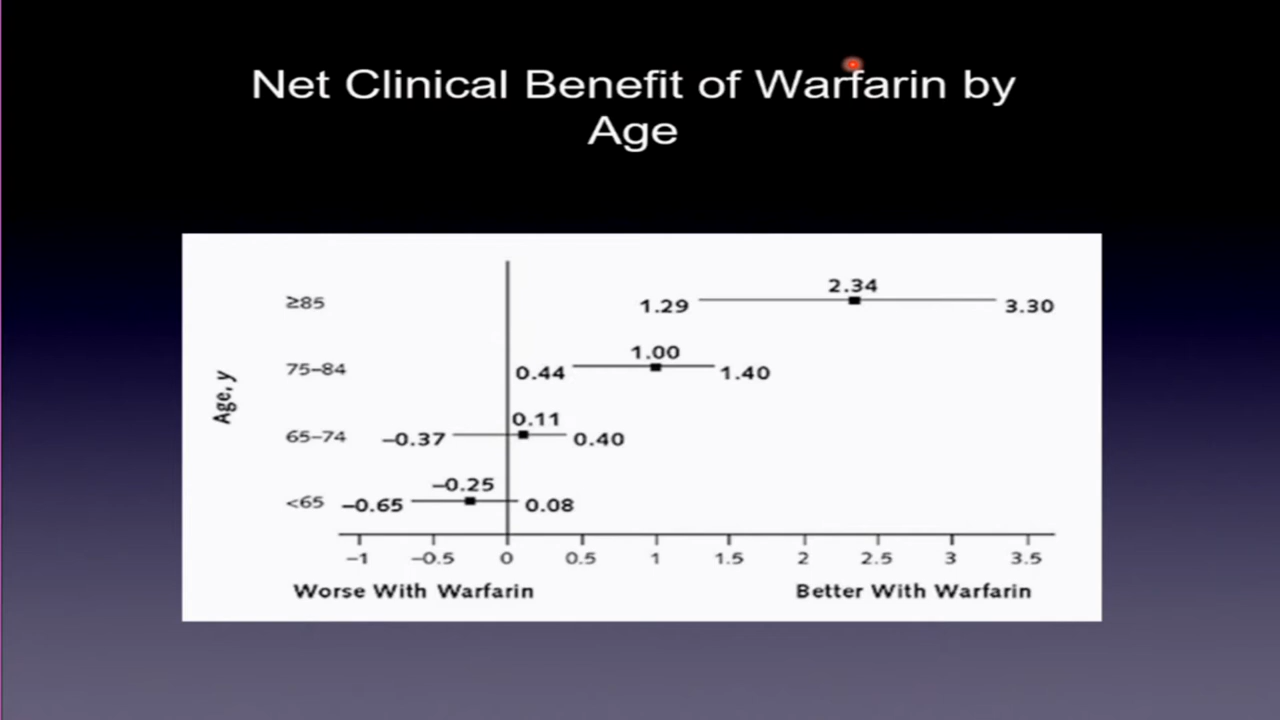 Net Clinical Benefit of Warfarin by
Age
2.34
≥85 1.29 3.30
1.00
75–84 0.44 1.40
Age, y
0.11
65–74 –0.37 0.40
–0.25
<65 –0.65 0.08
–1 –0.5 0 0.5 1 1.5 2 2.5 3 3.5
Worse With Warfarin Better With Warfarin